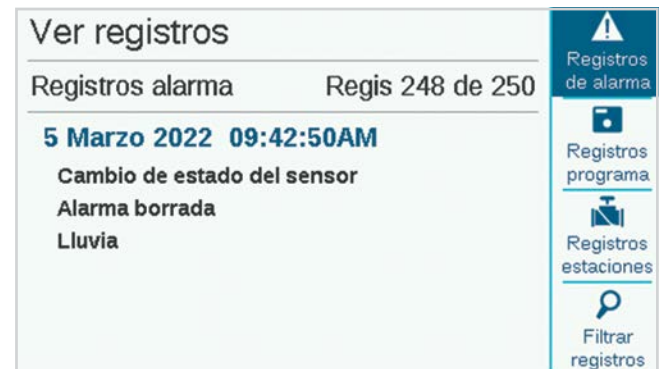 Ver registros
Registros alarma Regis 248 de 250
5 Marzo 2022 09:42:50AM
Cambio de estado del sensor
Alarma borrada
Lluvia
Registros
de alarma
Registros
programa
Registros
estaciones
Filtrar
registros